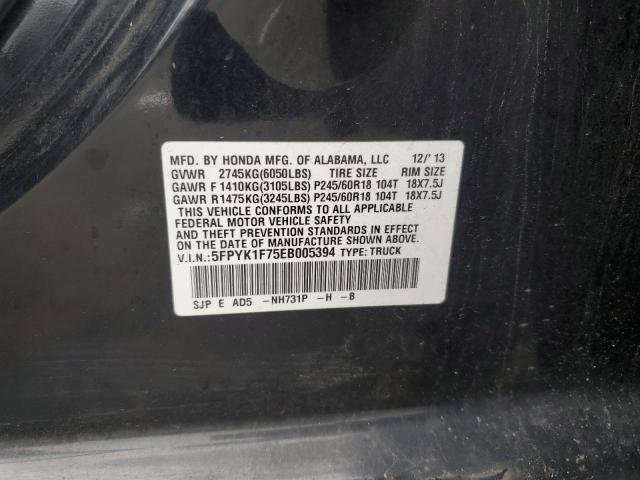 MFD. BY HONDA MFG. OF ALABAMA, LLC 12/'13
GVWR 2745KG(6050LBS) TIRE SIZE RIM SIZE
GAWR F 1410KG(3105LBS) P245/60R18 104T 18X7.5J
GAWR R1475KG(3245LBS) P245/60R18 104T 18X7.5J
THIS VEHICLE CONFORMS TO ALL APPLICABLE
FEDERAL MOTOR VEHICLE SAFETY
AND THEFT PREVENTION STANDARDS IN EFFECT
ON THE DATE OF MANUFACTURE SHOWN ABOVE.
V.I.N.: 5FPYK1F75EB005394 TYPE: TRUCK
SJP E AD5 -NH731P -H -B